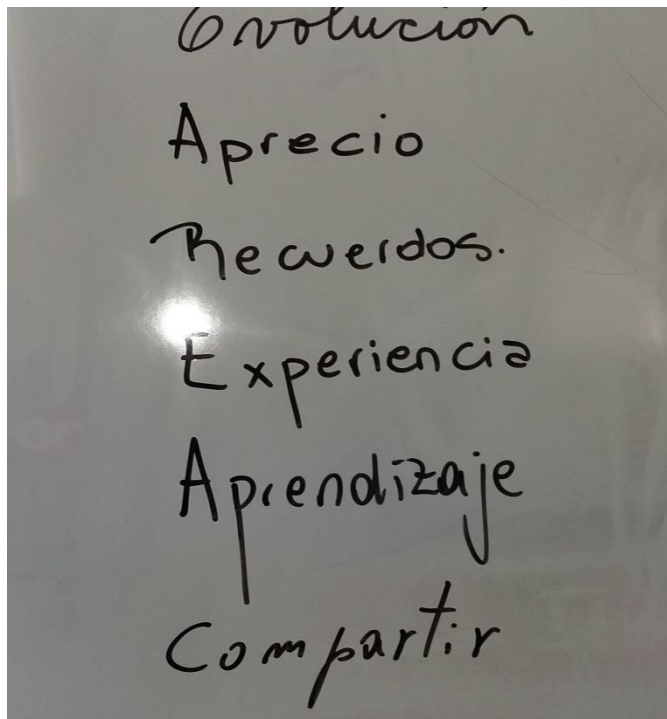 Evolución
Aprecio
Recuerdos.
Experiencia
Aprendizaje
Compartir